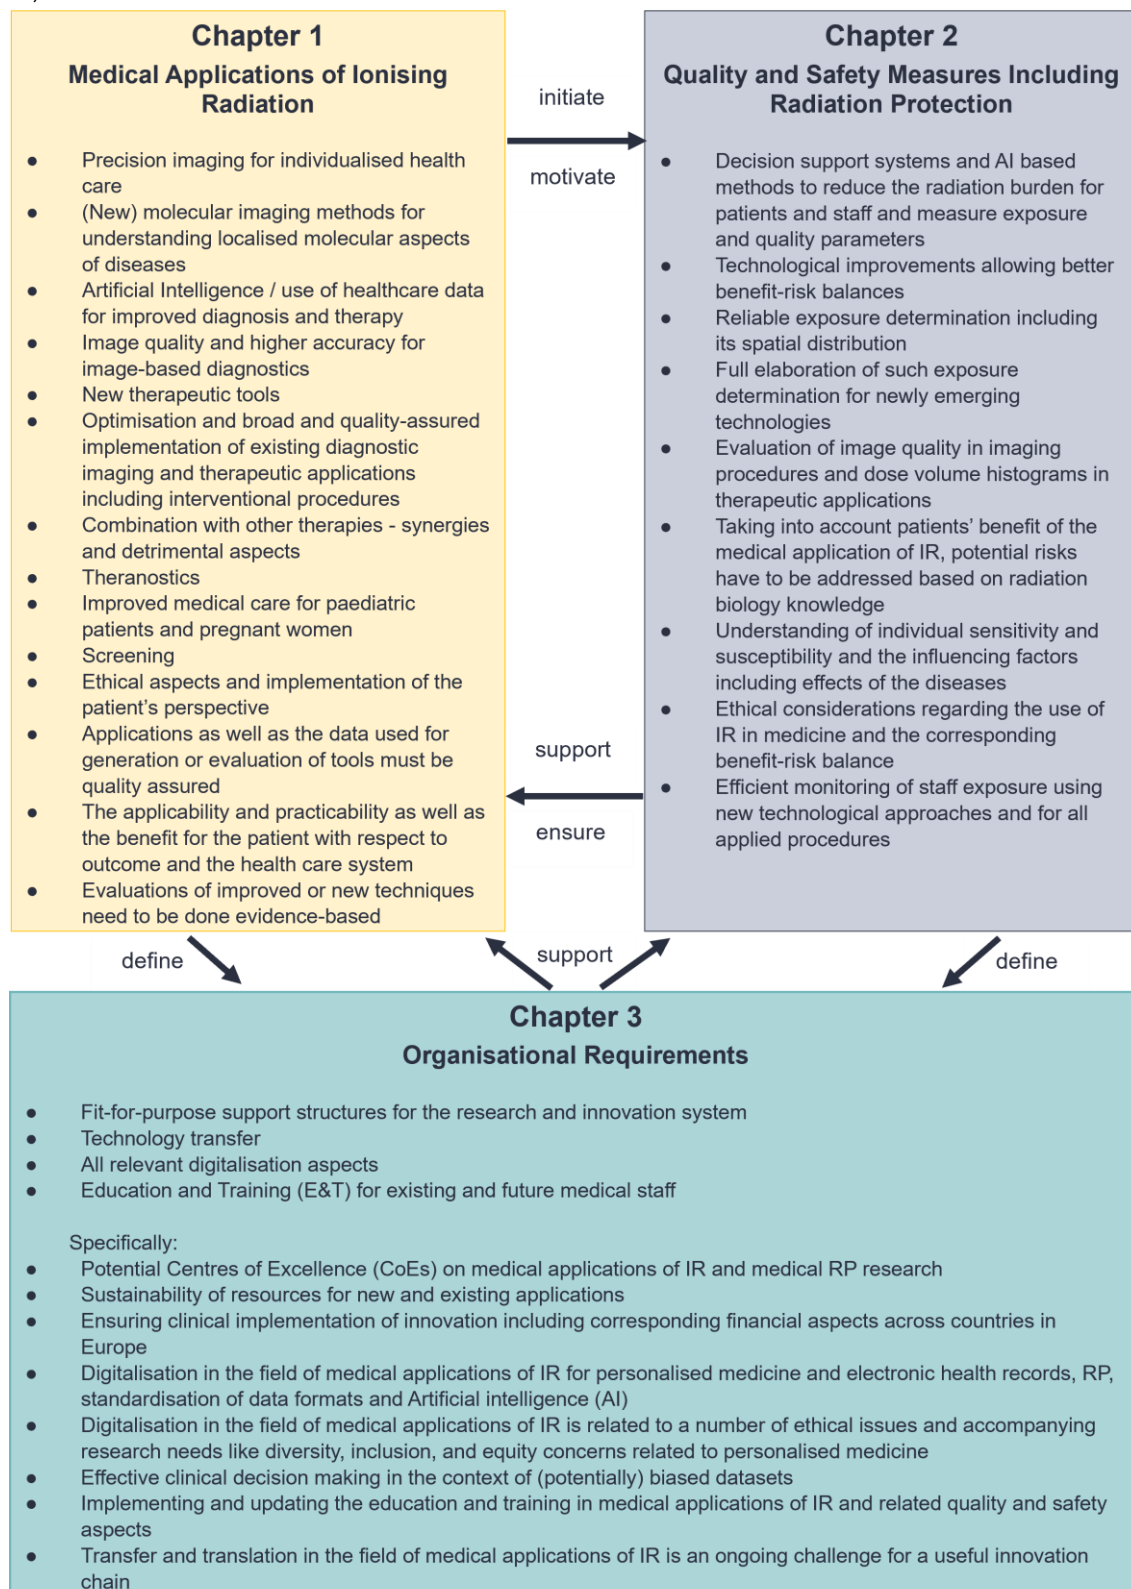 Chapter 1
Medical Applications of Ionising
Radiation
● Precision imaging for individualised health
care
● (New) molecular imaging methods for
understanding localised molecular aspects
of diseases
● Artificial Intelligence / use of healthcare data
for improved diagnosis and therapy
● Image quality and higher accuracy for
image-based diagnostics
● New therapeutic tools
● Optimisation and broad and quality-assured
implementation of existing diagnostic
imaging and therapeutic applications
including interventional procedures
● Combination with other therapies - synergies
and detrimental aspects
● Theranostics
● Improved medical care for paediatric
patients and pregnant women
● Screening
● Ethical aspects and implementation of the
patient's perspective
● Applications as well as the data used for
generation or evaluation of tools must be
quality assured
● The applicability and practicability as well as
the benefit for the patient with respect to
outcome and the health care system
● Evaluations of improved or new techniques
need to be done evidence-based
initiate
motivate
support
ensure
Chapter 2
Quality and Safety Measures Including
Radiation Protection
● Decision support systems and AI based
methods to reduce the radiation burden for
patients and staff and measure exposure
and quality parameters
● Technological improvements allowing better
benefit-risk balances
● Reliable exposure determination including
its spatial distribution
● Full elaboration of such exposure
determination for newly emerging
technologies
● Evaluation of image quality in imaging
procedures and dose volume histograms in
therapeutic applications
● Taking into account patients' benefit of the
medical application of IR, potential risks
have to be addressed based on radiation
biology knowledge
● Understanding of individual sensitivity and
susceptibility and the influencing factors
including effects of the diseases
● Ethical considerations regarding the use of
IR in medicine and the corresponding
benefit-risk balance
● Efficient monitoring of staff exposure using
new technological approaches and for all
applied procedures
define
support
define
Chapter 3
Organisational Requirements
● Fit-for-purpose support structures for the research and innovation system
● Technology transfer
● All relevant digitalisation aspects
● Education and Training (E&T) for existing and future medical staff
Specifically:
● Potential Centres of Excellence (CoEs) on medical applications of IR and medical RP research
● Sustainability of resources for new and existing applications
● Ensuring clinical implementation of innovation including corresponding financial aspects across countries in
Europe
● Digitalisation in the field of medical applications of IR for personalised medicine and electronic health records, RP,
standardisation of data formats and Artificial intelligence (AI)
● Digitalisation in the field of medical applications of IR is related to a number of ethical issues and accompanying
research needs like diversity, inclusion, and equity concerns related to personalised medicine
● Effective clinical decision making in the context of (potentially) biased datasets
● Implementing and updating the education and training in medical applications of IR and related quality and safety
aspects
● Transfer and translation in the field of medical applications of IR is an ongoing challenge for a useful innovation
chain